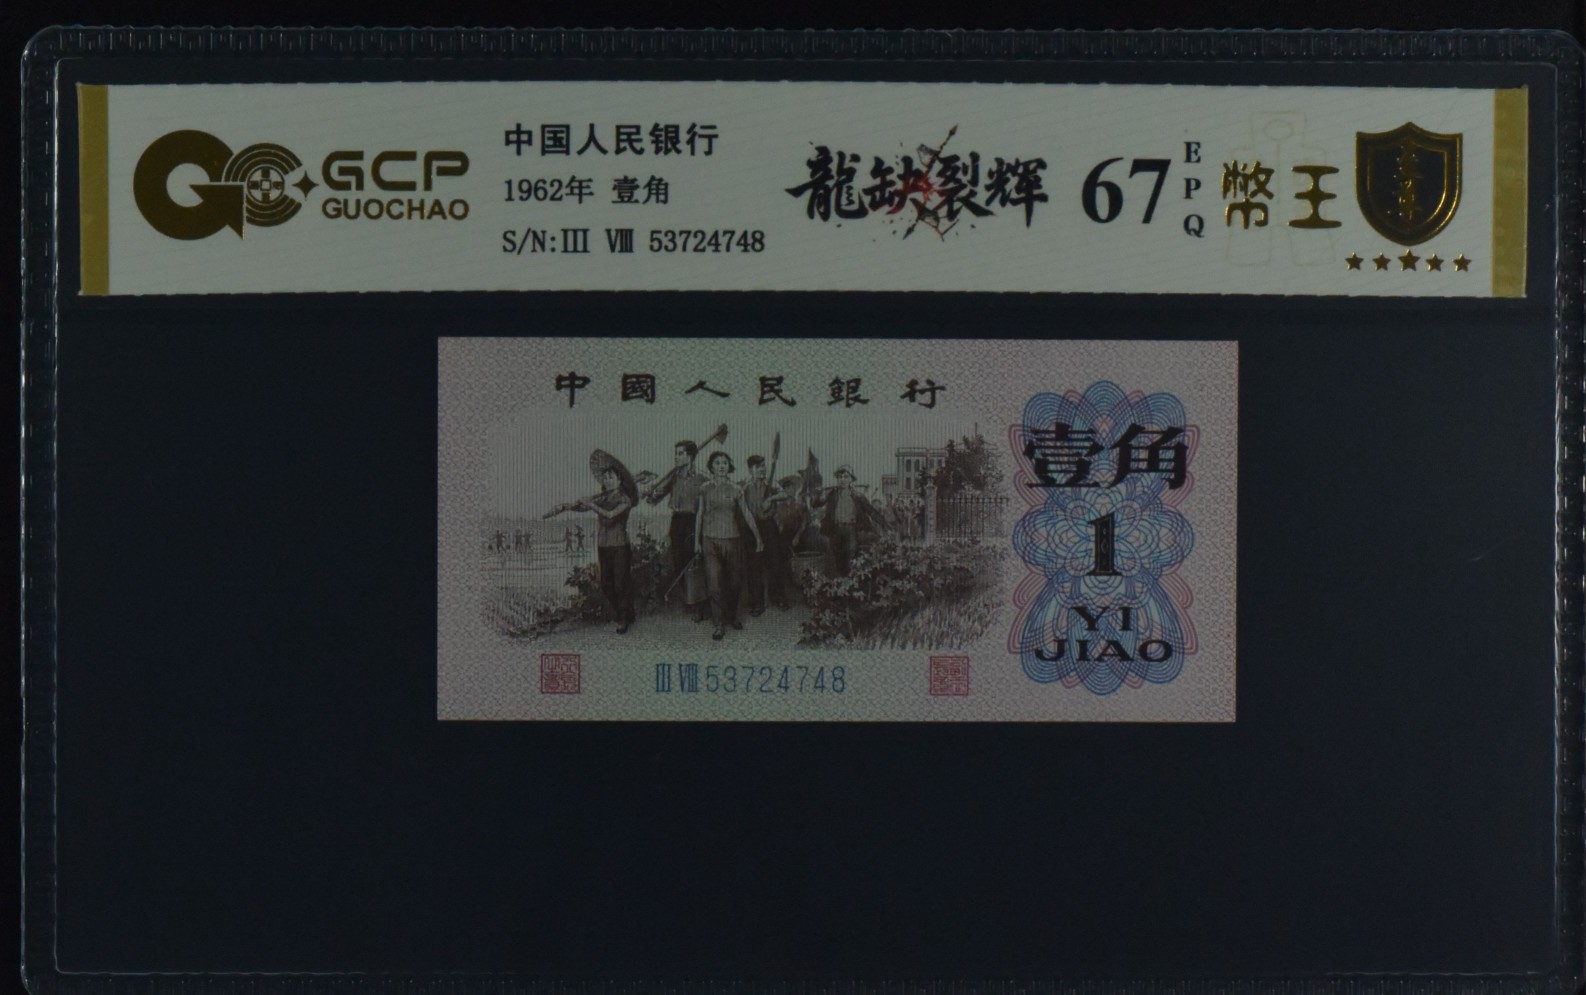 GCP
GUOCHAO
中国人民银行
1962年 壹角
S/N:Ⅲ Ⅷ 53724748
龍缺裂輝
67
EPQ
幣王
中國人民銀行
壹角
1
YI
JIAO
Ⅲ Ⅷ 53724748